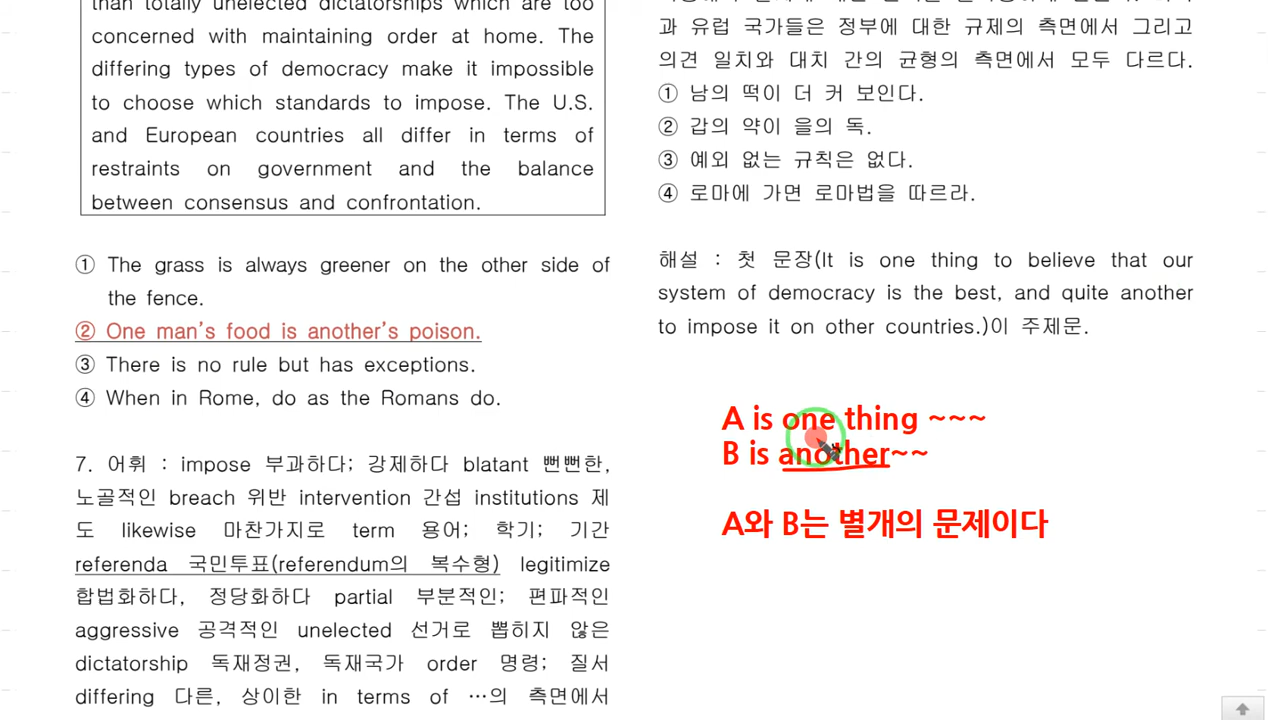 than totally unelected dictatorships which are too
concerned with maintaining order at home. The
differing types of democracy make it impossible
to choose which standards to impose. The U.S.
and European countries all differ in terms of
restraints on government and the balance
between consensus and confrontation.
① The grass is always greener on the other side of
the fence.
② One man's food is another's poison.
③ There is no rule but has exceptions.
④ When in Rome, do as the Romans do.
7. 어휘 : impose 부과하다; 강제하다 blatant 뻔뻔한,
노골적인 breach 위반 intervention 간섭 institutions 제
도 likewise 마찬가지로 term 용어; 학기; 기간
referenda 국민투표(referendum의 복수형) legitimize
합법화하다, 정당화하다 partial 부분적인; 편파적인
aggressive 공격적인 unelected 선거로 뽑히지 않은
dictatorship 독재정권, 독재국가 order 명령; 질서
differing 다른, 상이한 in terms of …의 측면에서
과 유럽 국가들은 정부에 대한 규제의 측면에서 그리고
의견 일치와 대치 간의 균형의 측면에서 모두 다르다.
① 남의 떡이 더 커 보인다.
② 갑의 약이 을의 독.
③ 예외 없는 규칙은 없다.
④ 로마에 가면 로마법을 따르라.
해설 : 첫 문장(It is one thing to believe that our
system of democracy is the best, and quite another
to impose it on other countries.)이 주제문.
A is one thing ~~~
B is another~~
A와 B는 별개의 문제이다